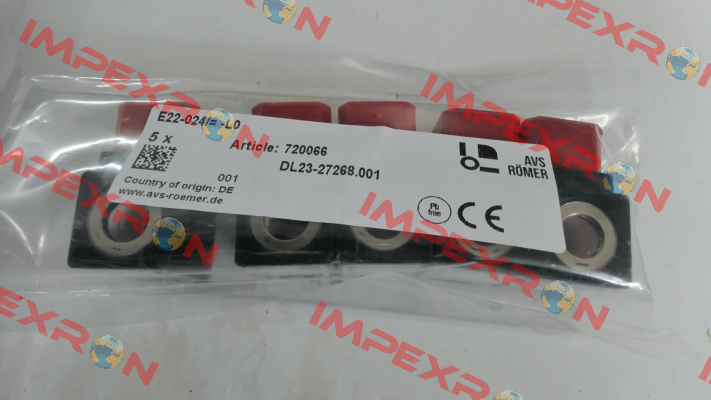 E22-024/= -L0
5 x
Article: 720066
DL23-27268.001
001
Country of origin: DE
www.avs-roemer.de
Pb
free
CE
AVS
RÖMER
IMPEXRON
IMPEXRON
IMPEXRON
IMPEXRON
IMPEXRON